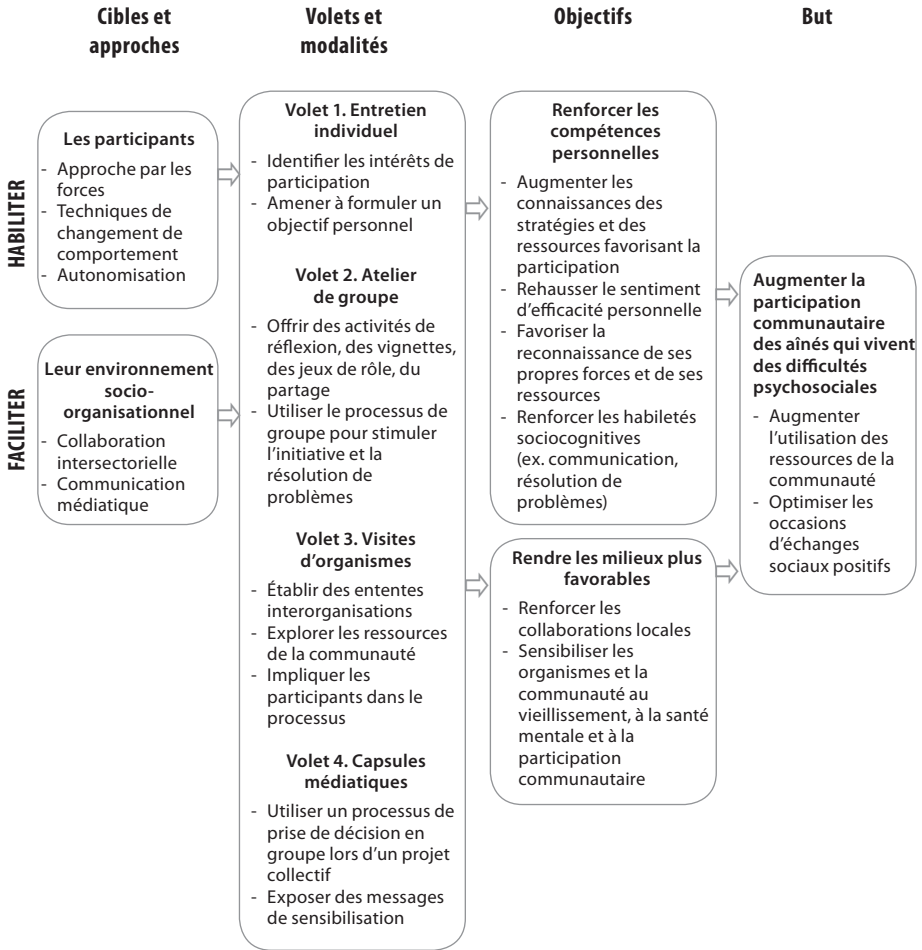 Cibles et
approches
Volets et
modalités
Objectifs
But
HABILITER
Les participants
- Approche par les
forces
- Techniques de
changement de
comportement
- Autonomisation
FACILITER
Leur environnement
socio-
organisationnel
- Collaboration
intersectorielle
- Communication
médiatique
Volet 1. Entretien
individuel
- Identifier les intérêts de
participation
- Amener à formuler un
objectif personnel
Volet 2. Atelier
de groupe
- Offrir des activités de
réflexion, des vignettes,
des jeux de rôle, du
partage
- Utiliser le processus de
groupe pour stimuler
l’initiative et la
résolution de
problèmes
Volet 3. Visites
d’organismes
- Établir des ententes
interorganisations
- Explorer les ressources
de la communauté
- Impliquer les
participants dans le
processus
Volet 4. Capsules
médiatiques
- Utiliser un processus de
prise de décision en
groupe lors d’un projet
collectif
- Exposer des messages
de sensibilisation
Renforcer les
compétences
personnelles
- Augmenter les
connaissances des
stratégies et des
ressources favorisant la
participation
- Rehausser le sentiment
d’efficacité personnelle
- Favoriser la
reconnaissance de ses
propres forces et de ses
ressources
- Renforcer les habiletés
sociocognitives
(ex. communication,
résolution de
problèmes)
Rendre les milieux plus
favorables
- Renforcer les
collaborations locales
- Sensibiliser les
organismes et la
communauté au
vieillissement, à la santé
mentale et à la
participation
communautaire
Augmenter la
participation
communautaire
des aînés qui vivent
des difficultés
psychosociales
- Augmenter
l’utilisation des
ressources de la
communauté
- Optimiser les
occasions
d’échanges
sociaux positifs